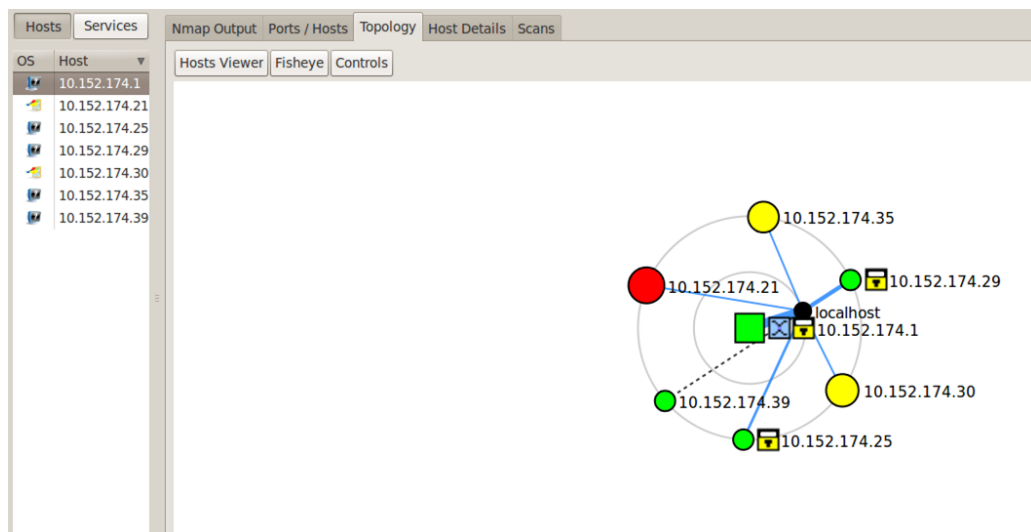 Hosts Services
Nmap Output Ports / Hosts Topology Host Details Scans
OS Host
Hosts Viewer Fisheye Controls
10.152.174.1
10.152.174.21
10.152.174.25
10.152.174.29
10.152.174.30
10.152.174.35
10.152.174.39
10.152.174.35
10.152.174.29
10.152.174.21
localhost
10.152.174.1
10.152.174.30
10.152.174.39
10.152.174.25